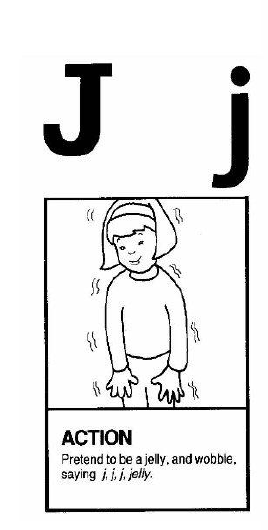 J j
ACTION
Pretend to be a jelly, and wobble,
saying j, j, j, jelly.